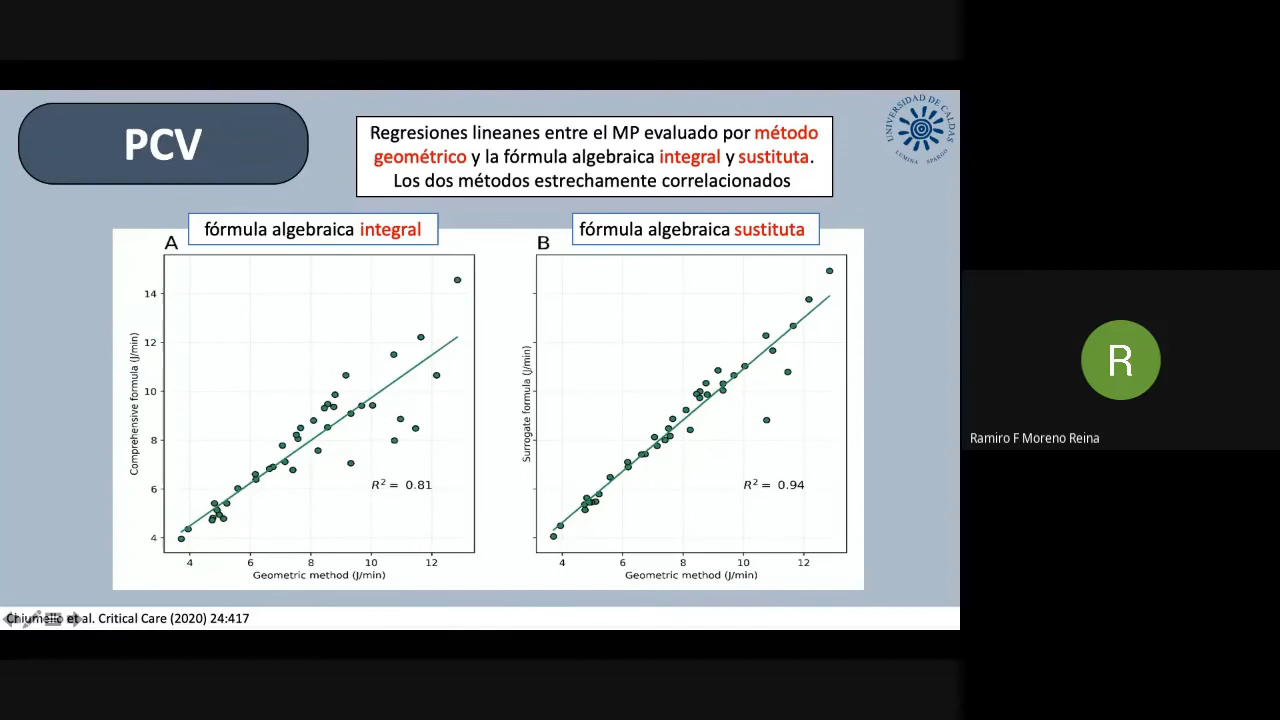 PCV
Regresiones lineanes entre el MP evaluado por método
geométrico y la fórmula algebraica integral y sustituta.
Los dos métodos estrechamente correlacionados
UNIVERSIDAD DE CALDAS
LUMINA SPARGO
fórmula algebraica integral
fórmula algebraica sustituta
A
Comprehensive formula (J/min)
14
12
10
8
6
4
R² = 0.81
4 6 8 10 12
Geometric method (J/min)
B
Surrogate formula (J/min)
R² = 0.94
4 6 8 10 12
Geometric method (J/min)
Chiumello et al. Critical Care (2020) 24:417
R
Ramiro F Moreno Reina